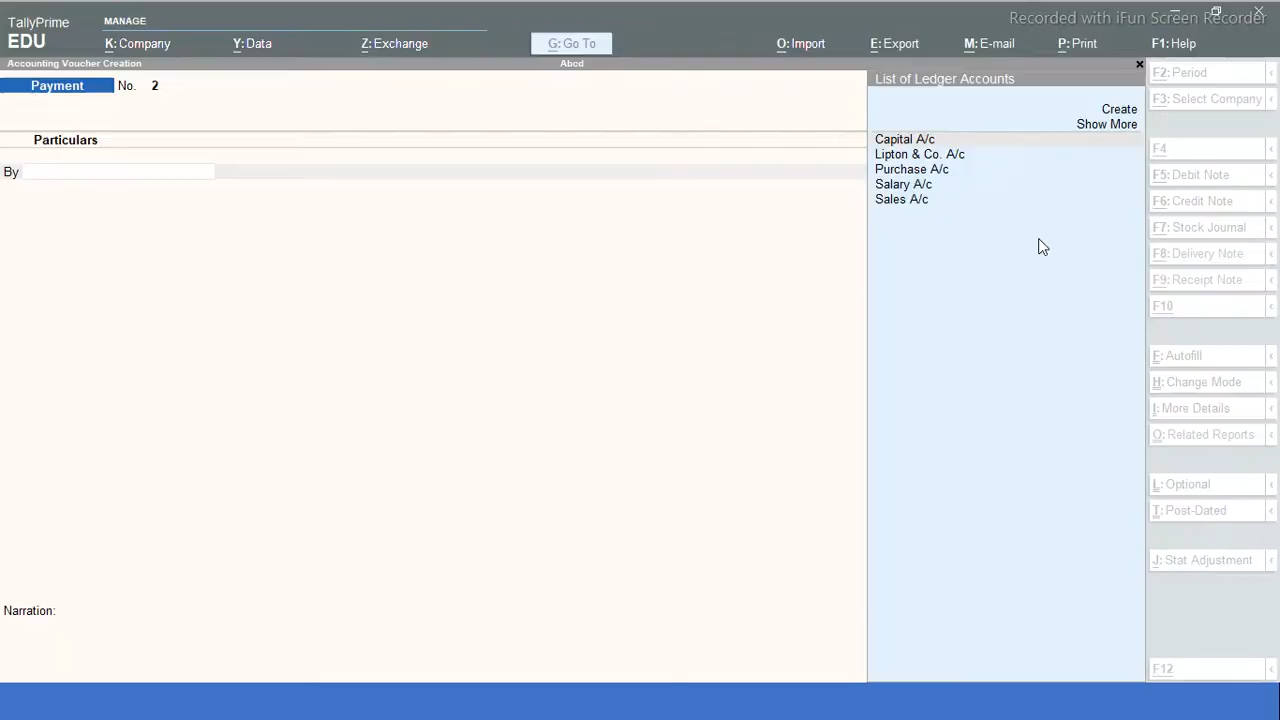 TallyPrime
EDU
MANAGE
K: Company
Y: Data
Z: Exchange
G: Go To
O: Import
E: Export
M: E-mail
P: Print
F1: Help
Recorded with iFun Screen Recorder
Accounting Voucher Creation
Abcd
Payment No. 2
Particulars
By
Narration:
List of Ledger Accounts
Create
Show More
Capital A/c
Lipton & Co. A/c
Purchase A/c
Salary A/c
Sales A/c
F2: Period
F3: Select Company
F4
F5: Debit Note
F6: Credit Note
F7: Stock Journal
F8: Delivery Note
F9: Receipt Note
F10
F: Autofill
H: Change Mode
I: More Details
O: Related Reports
L: Optional
T: Post-Dated
J: Stat Adjustment
F12